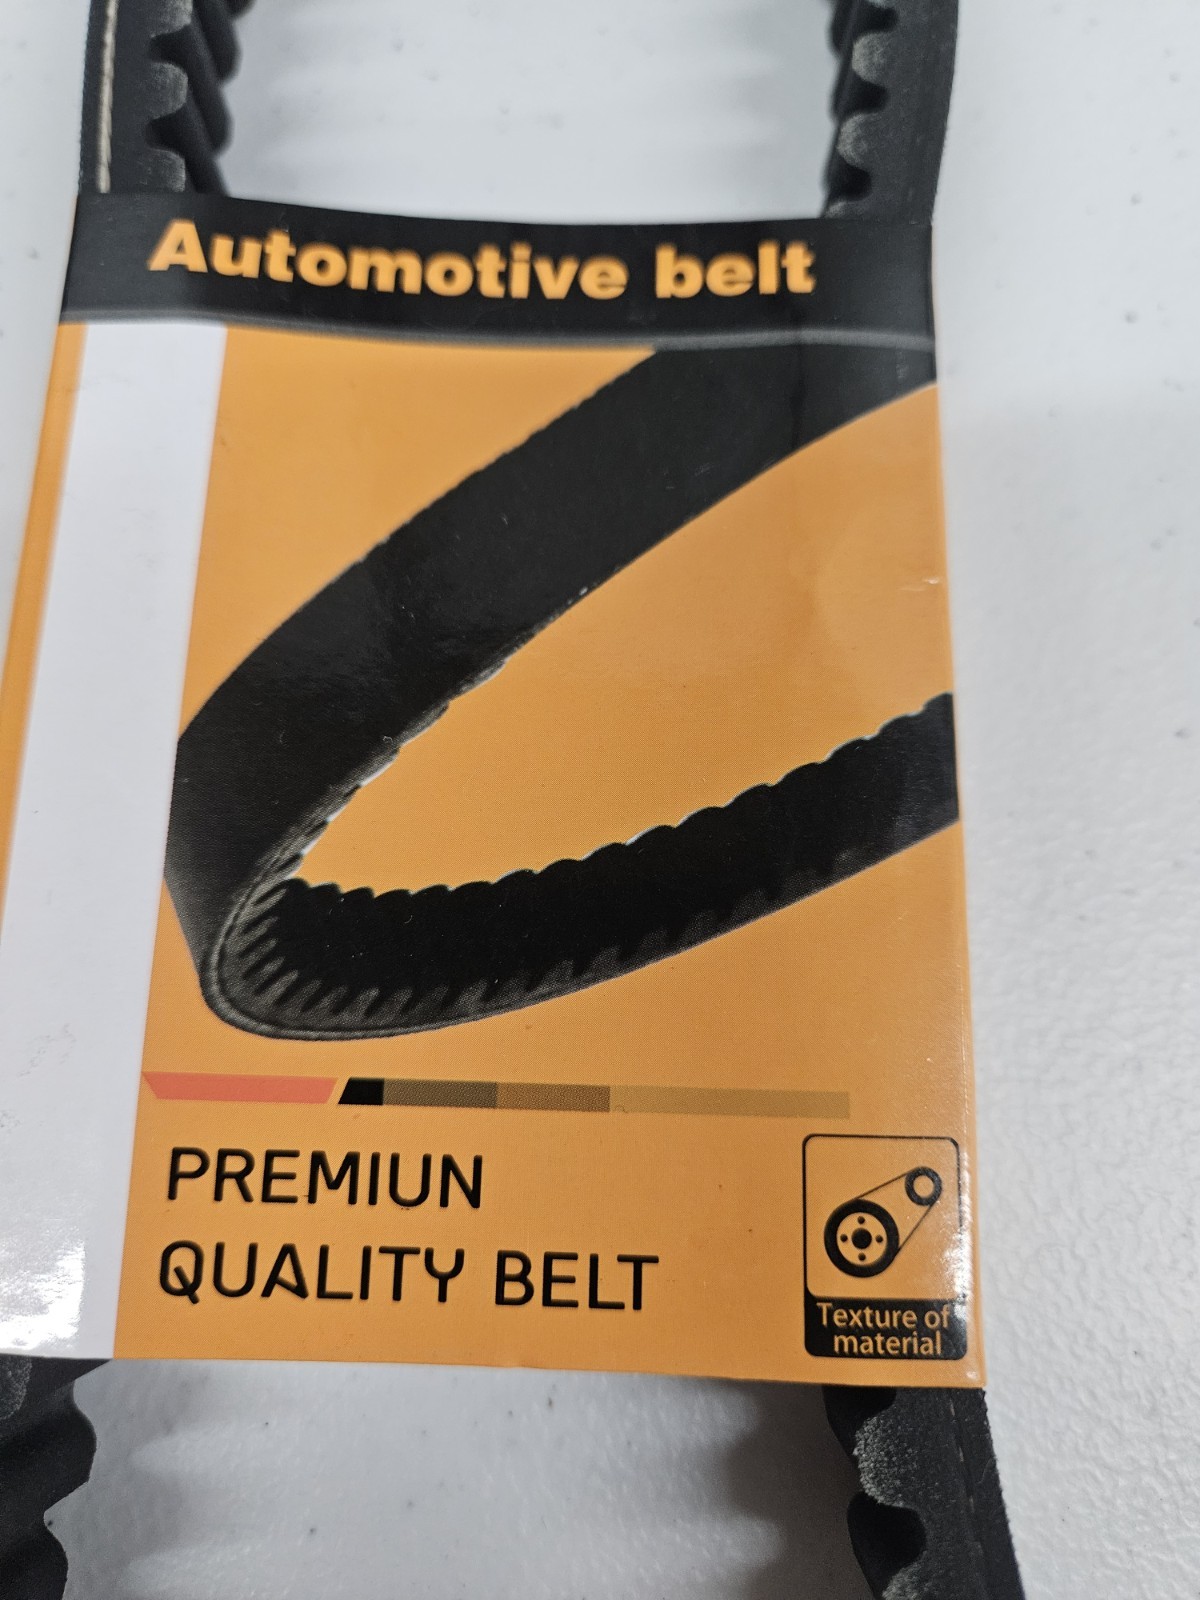 Automotive belt
PREMIUN
QUALITY BELT
Texture of
material